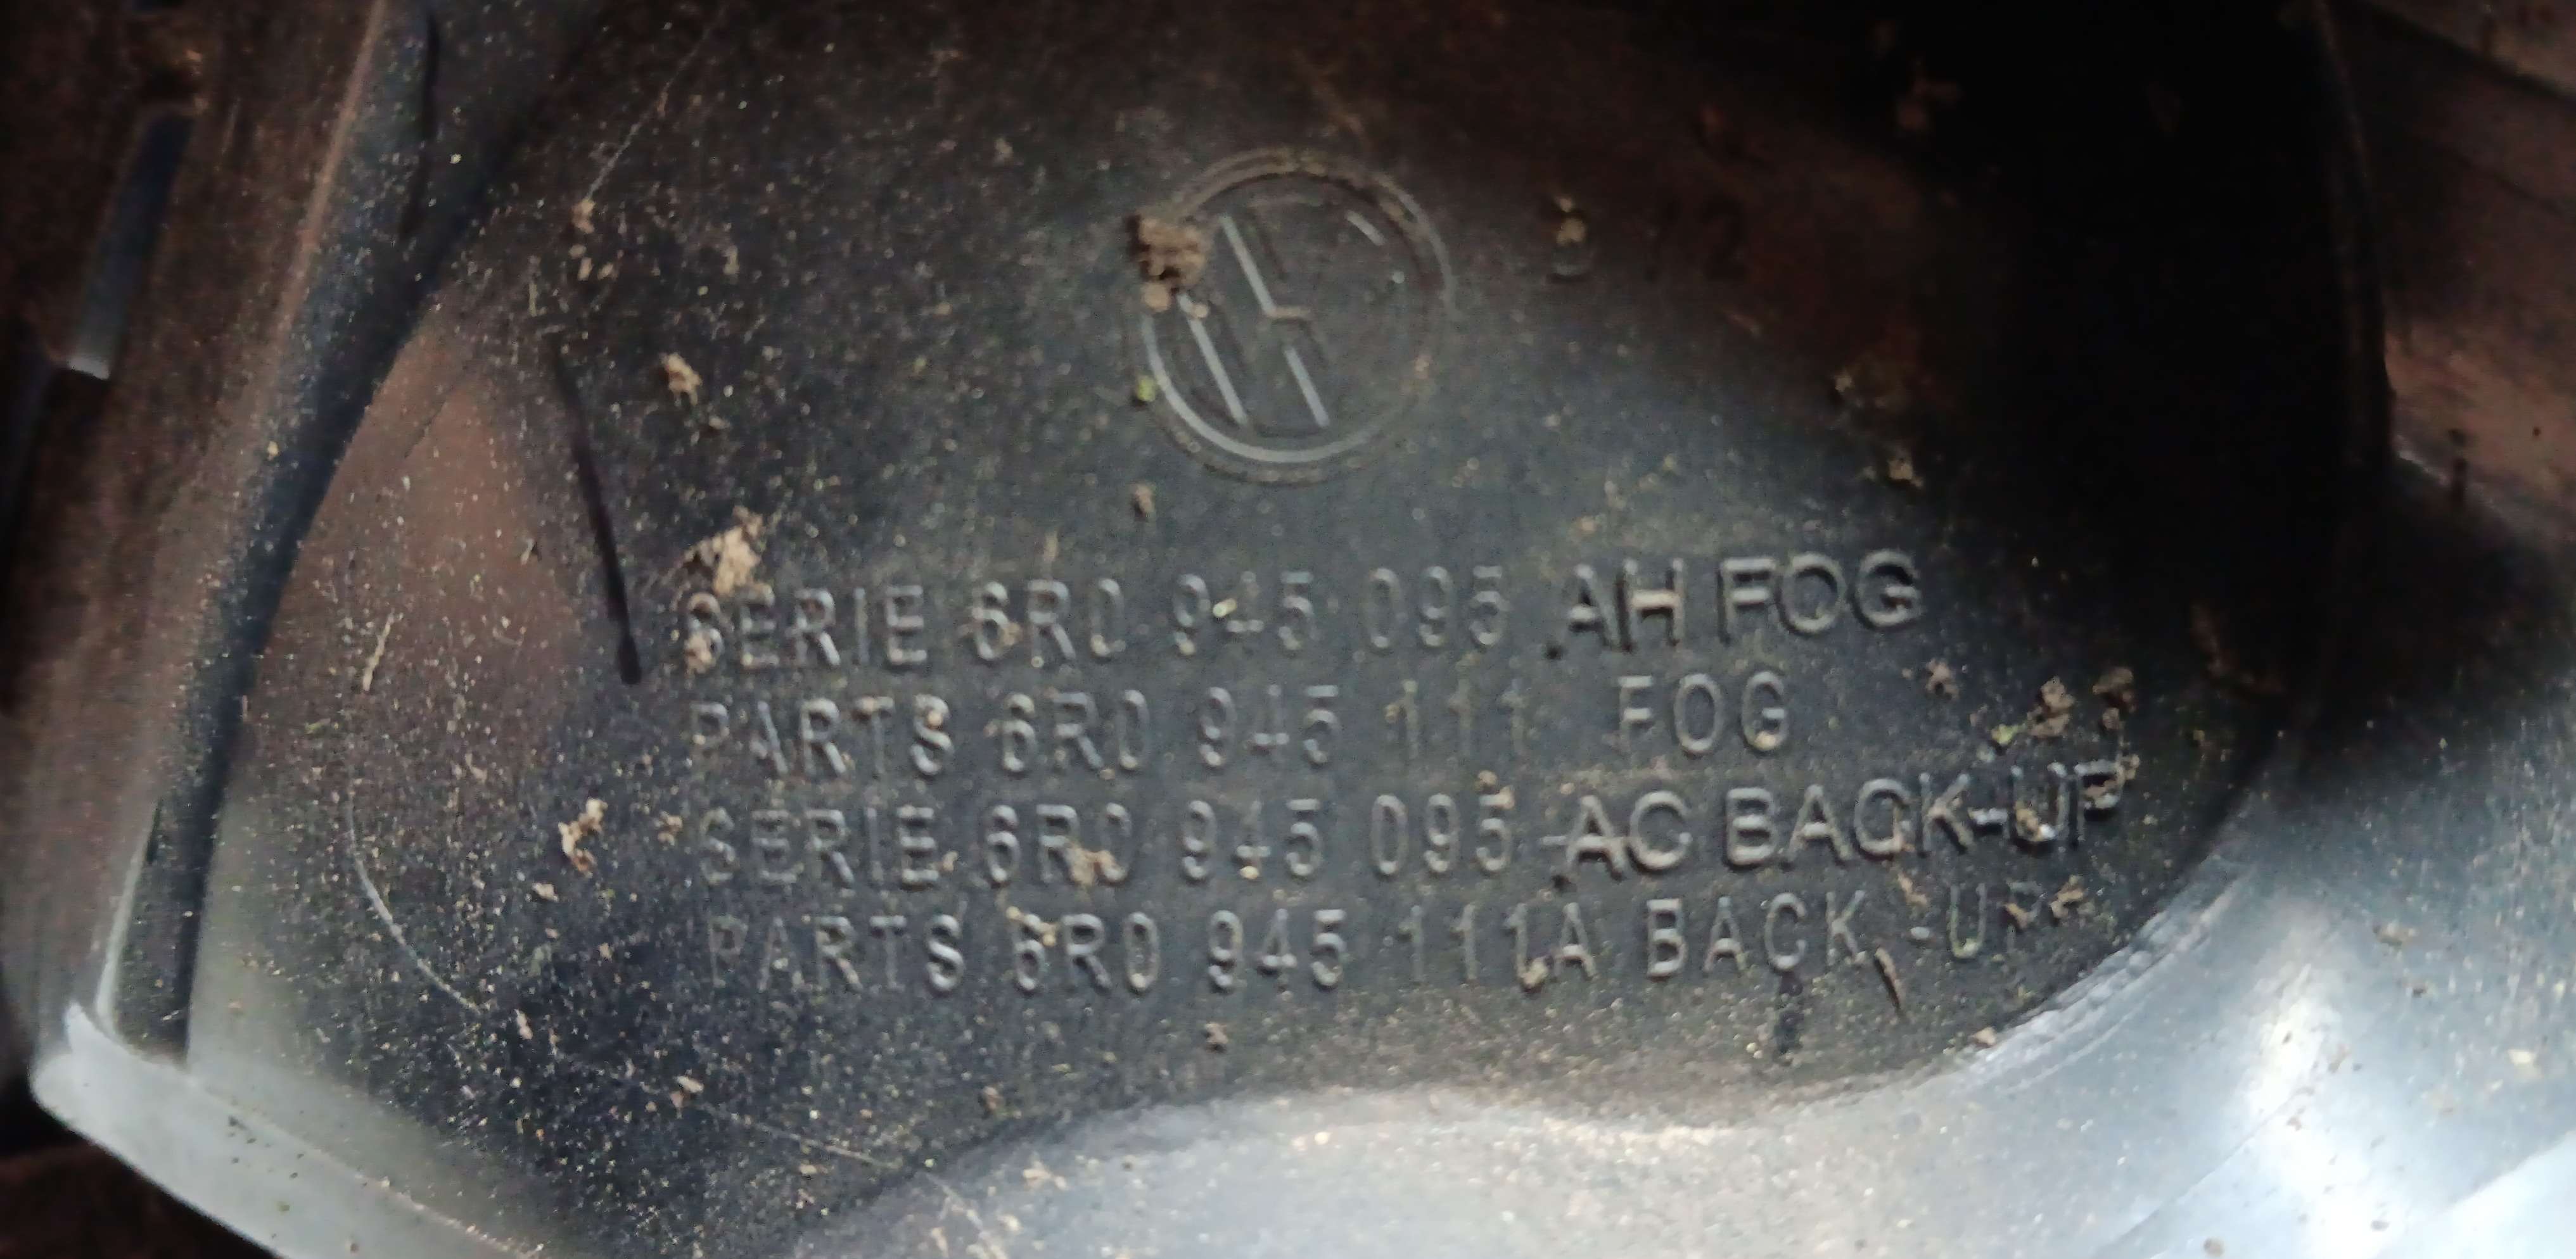 SERIE 6R0 945 095 AH FOG
PARTS 6R0 945 111 FOG
SERIE 6R0 945 095 AC BACK-UP
PARTS 6R0 945 111A BACK-UP